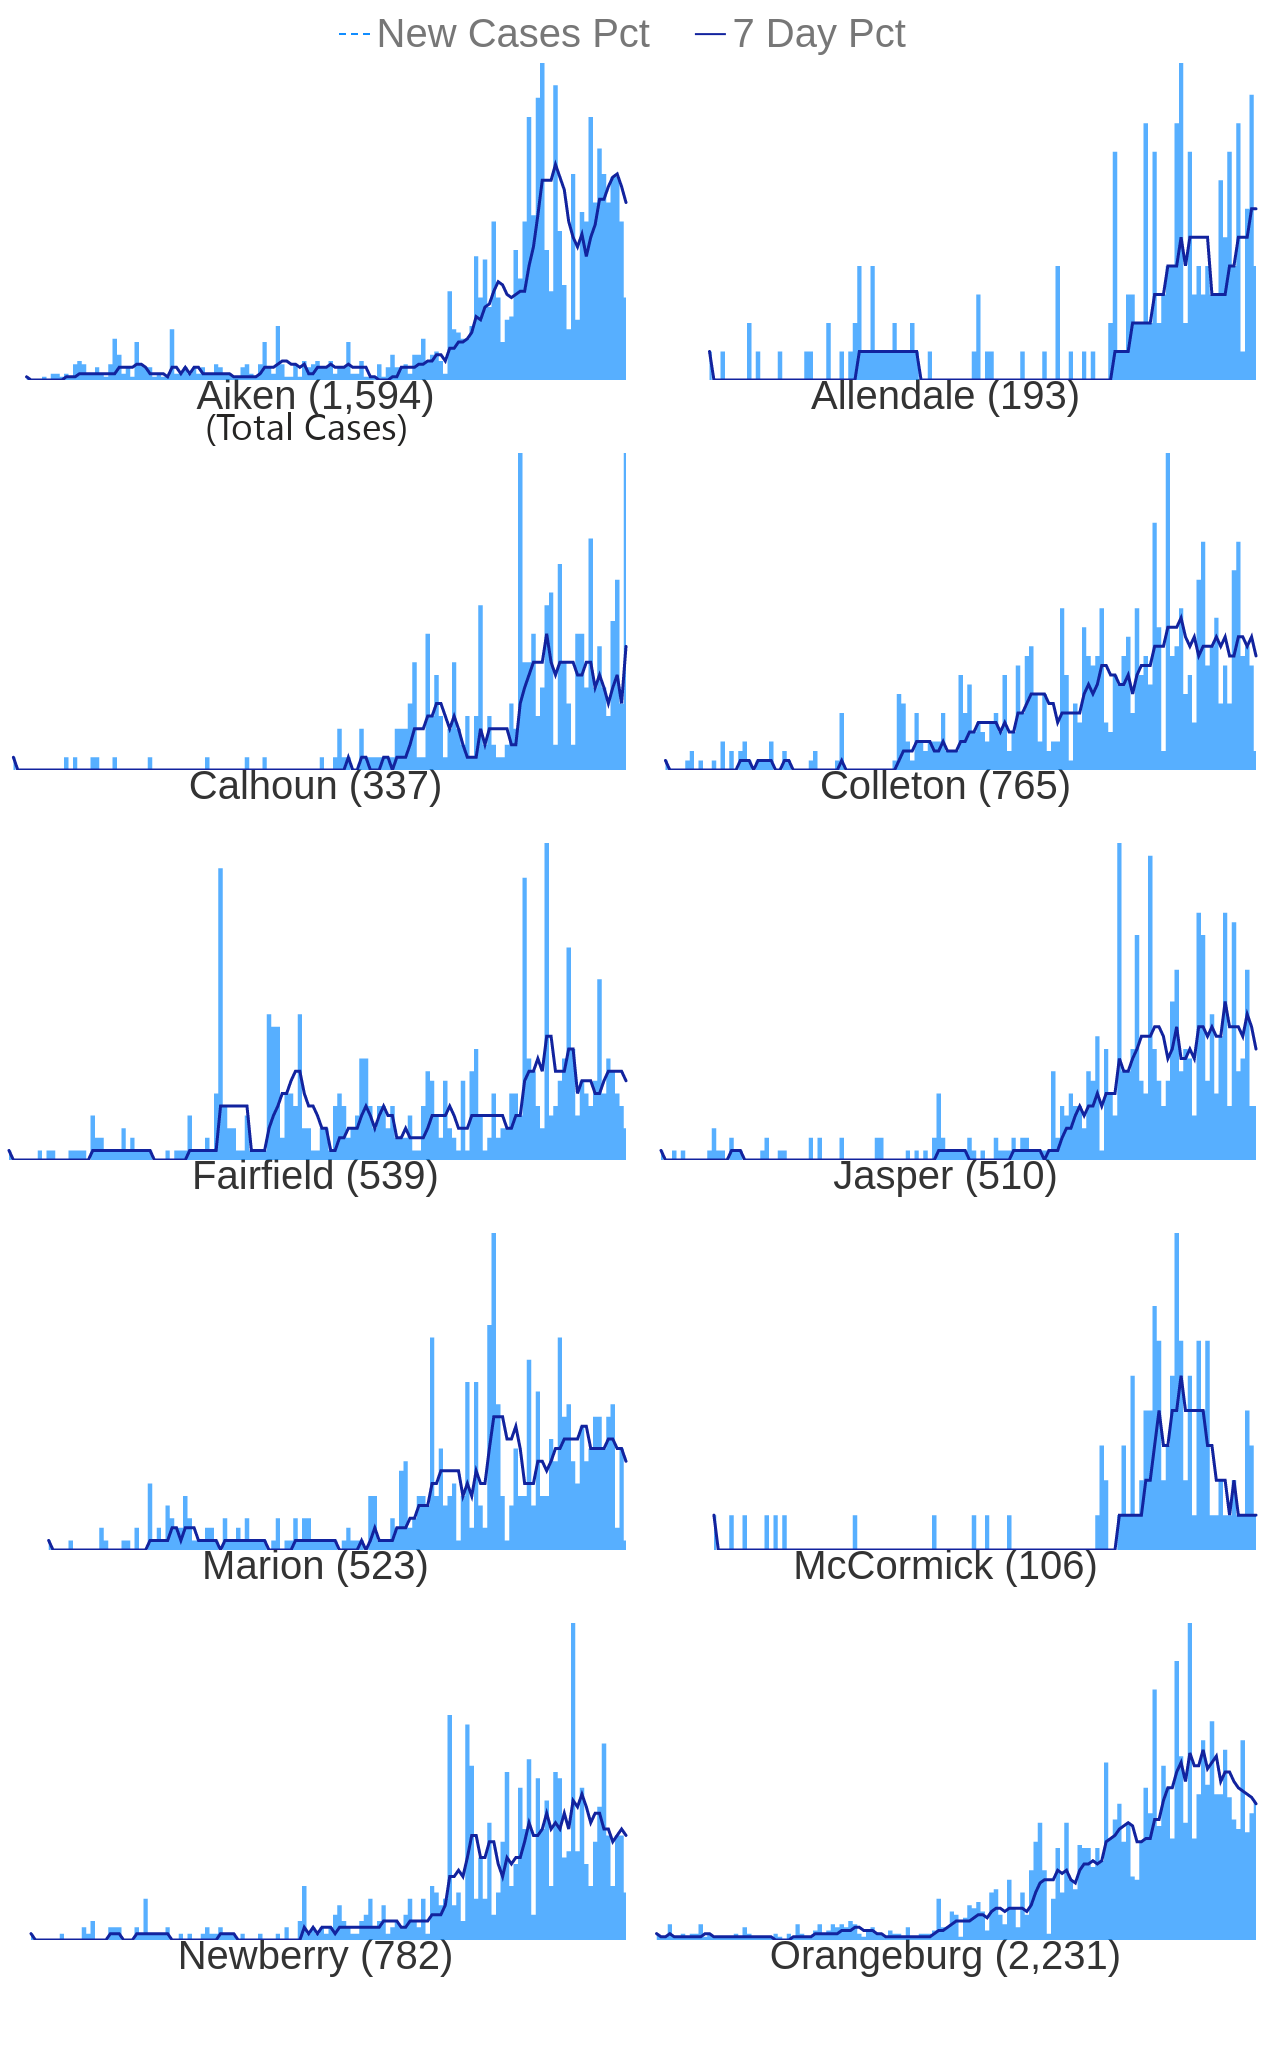 New Cases Pct 7 Day Pct
Aiken (1,594) Allendale (193)
(Total Cases)
Calhoun (337) Colleton (765)
Fairfield (539) Jasper (510)
Marion (523) McCormick (106)
Newberry (782) Orangeburg (2,231)